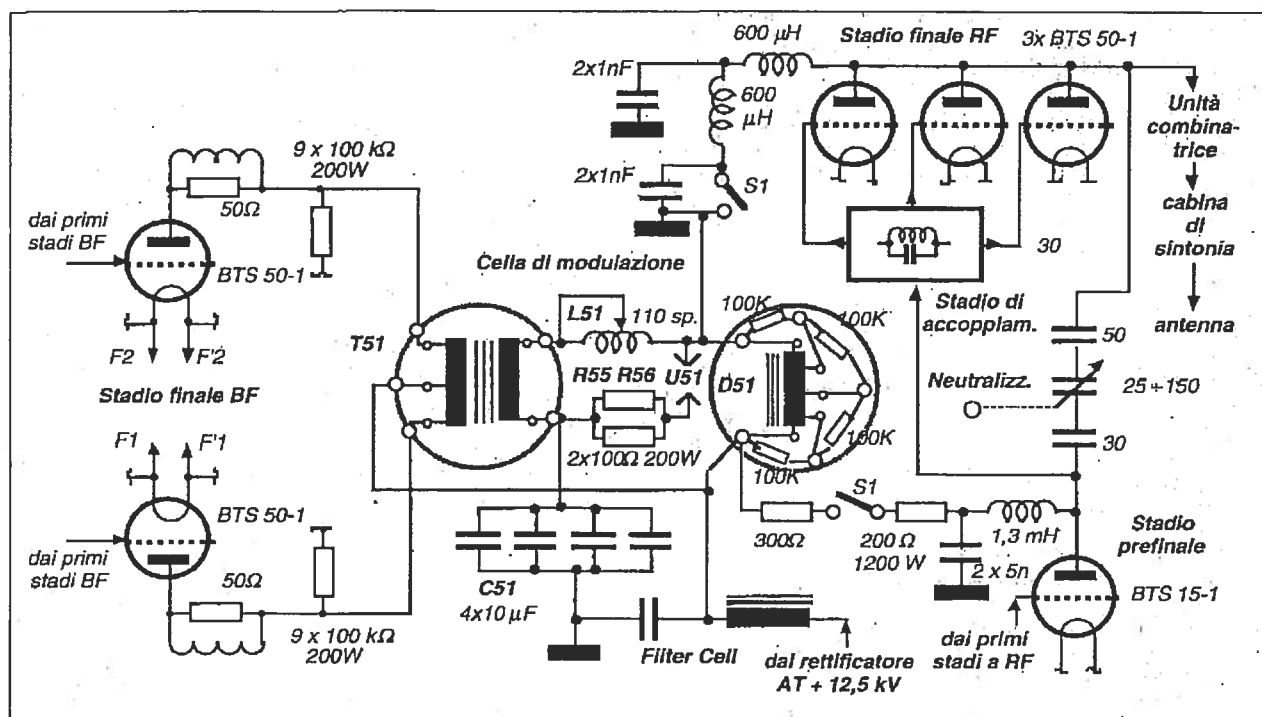 600 µH
Stadio finale RF
3x BTS 50-1
2x1nF
600
µH
Unità
combina-
trice
9 x 100 kΩ
200W
2x1nF
S1
50Ω
dai primi
stadi BF
BTS 50-1
cabina
di
sintonia
30
Cella di modulazione
Stadio di
accopplam.
antenna
L51
110 sp.
100K
100K
50
T51
F2
F'2
R55 R56
U51
D51
Neutralizz.
25÷150
Stadio finale BF
F1
F'1
100K
30
2x100Ω 200W
100K
BTS 50-1
S1
dai primi
stadi BF
300Ω
200 Ω
1200 W
1,3 mH
2 x 5n
Stadio
prefinale
50Ω
C51
4x10 µF
BTS 15-1
9 x 100 kΩ
200W
Filter Cell
dal rettificatore
AT + 12,5 kV
dai primi
stadi a RF